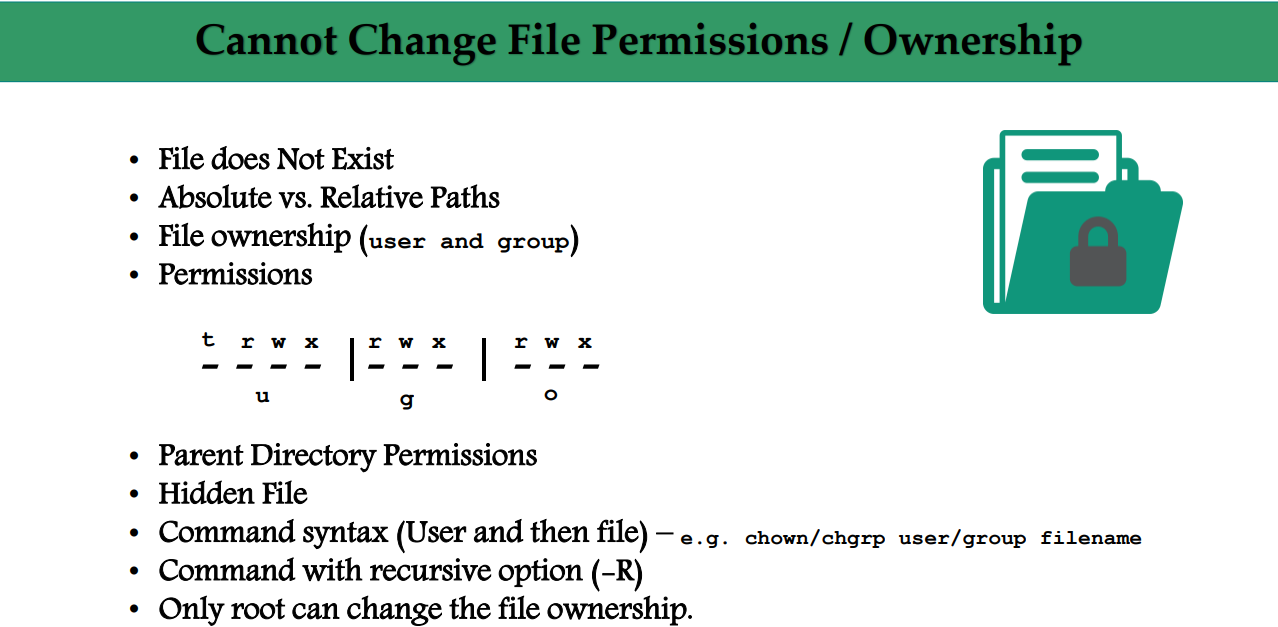 Cannot Change File Permissions / Ownership
• File does Not Exist
• Absolute vs. Relative Paths
• File ownership (user and group)
• Permissions
t r w x | r w x | r w x
– – – – – – – – – –
u g o
• Parent Directory Permissions
• Hidden File
• Command syntax (User and then file) – e.g. chown/chgrp user/group filename
• Command with recursive option (-R)
• Only root can change the file ownership.